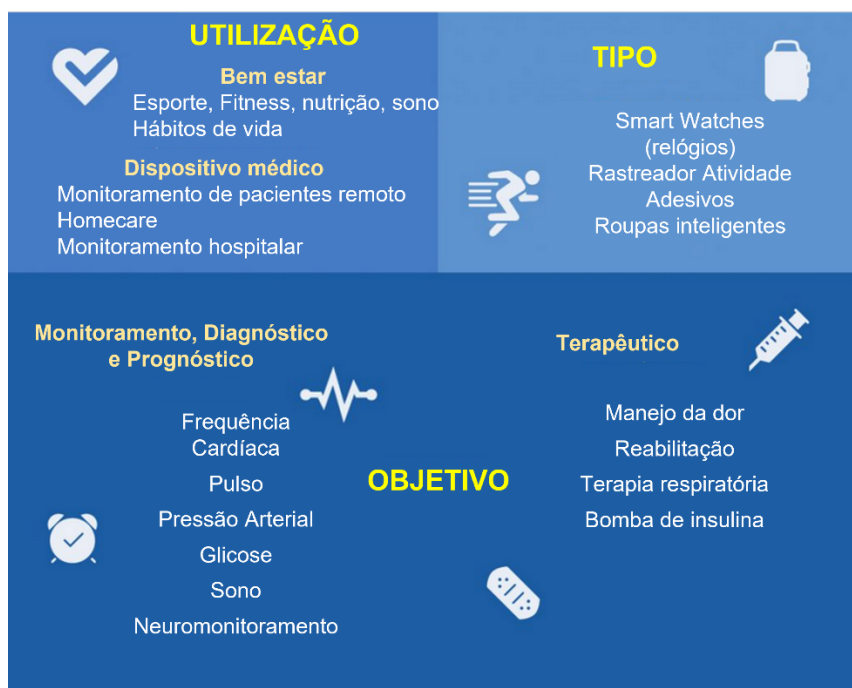 UTILIZAÇÃO
Bem estar
Esporte, Fitness, nutrição, sono
Hábitos de vida
Dispositivo médico
Monitoramento de pacientes remoto
Homecare
Monitoramento hospitalar
TIPO
Smart Watches
(relógios)
Rastreador Atividade
Adesivos
Roupas inteligentes
Monitoramento, Diagnóstico
e Prognóstico
Frequência
Cardíaca
Pulso
Pressão Arterial
Glicose
Sono
Neuromonitoramento
OBJETIVO
Terapêutico
Manejo da dor
Reabilitação
Terapia respiratória
Bomba de insulina